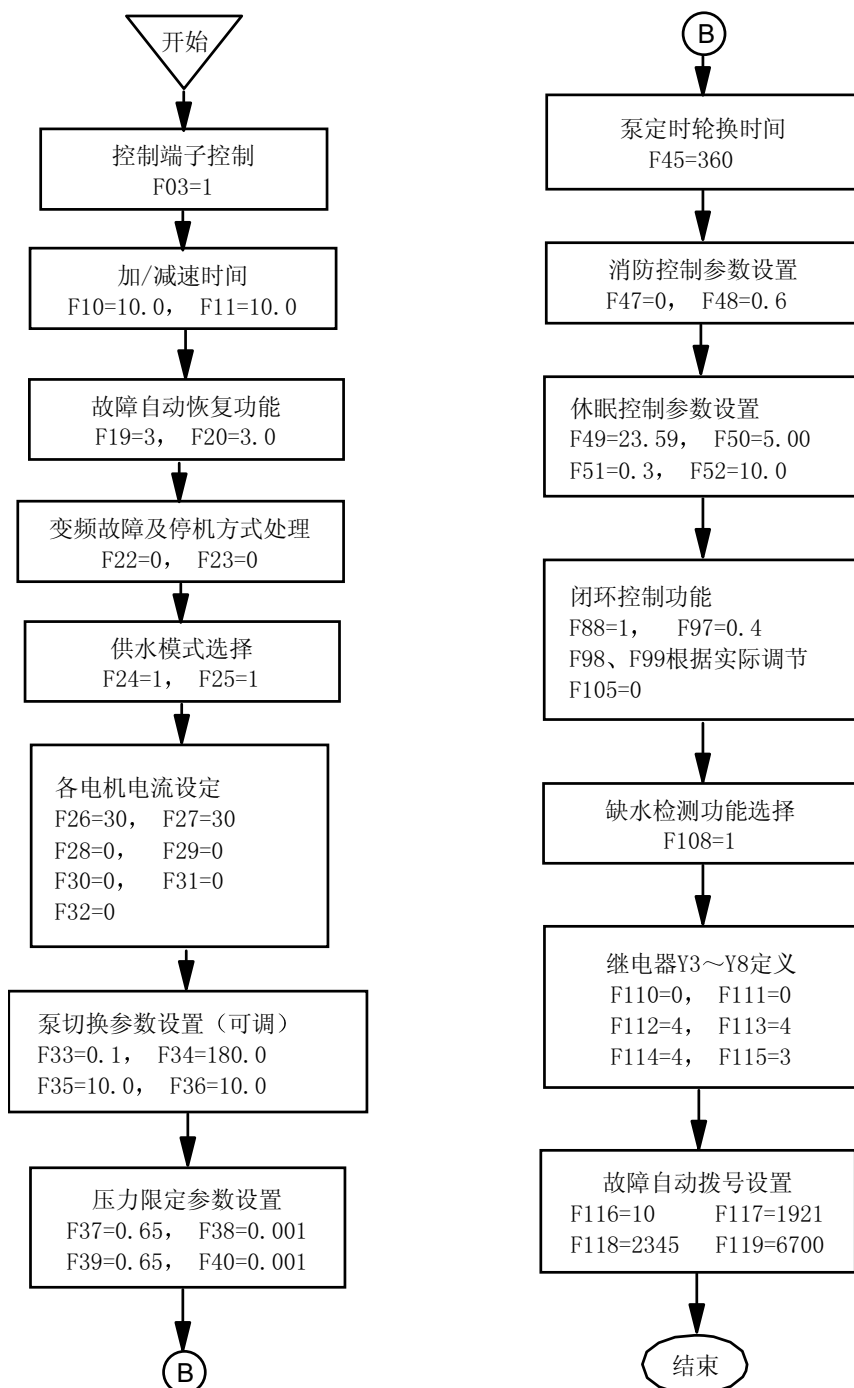 开始
控制端子控制
F03=1
加/减速时间
F10=10.0， F11=10.0
故障自动恢复功能
F19=3， F20=3.0
变频故障及停机方式处理
F22=0， F23=0
供水模式选择
F24=1， F25=1
各电机电流设定
F26=30， F27=30
F28=0， F29=0
F30=0， F31=0
F32=0
泵切换参数设置（可调）
F33=0.1， F34=180.0
F35=10.0， F36=10.0
压力限定参数设置
F37=0.65， F38=0.001
F39=0.65， F40=0.001
B
B
泵定时轮换时间
F45=360
消防控制参数设置
F47=0， F48=0.6
休眠控制参数设置
F49=23.59， F50=5.00
F51=0.3， F52=10.0
闭环控制功能
F88=1， F97=0.4
F98、F99根据实际调节
F105=0
缺水检测功能选择
F108=1
继电器Y3～Y8定义
F110=0， F111=0
F112=4， F113=4
F114=4， F115=3
故障自动拨号设置
F116=10 F117=1921
F118=2345 F119=6700
结束